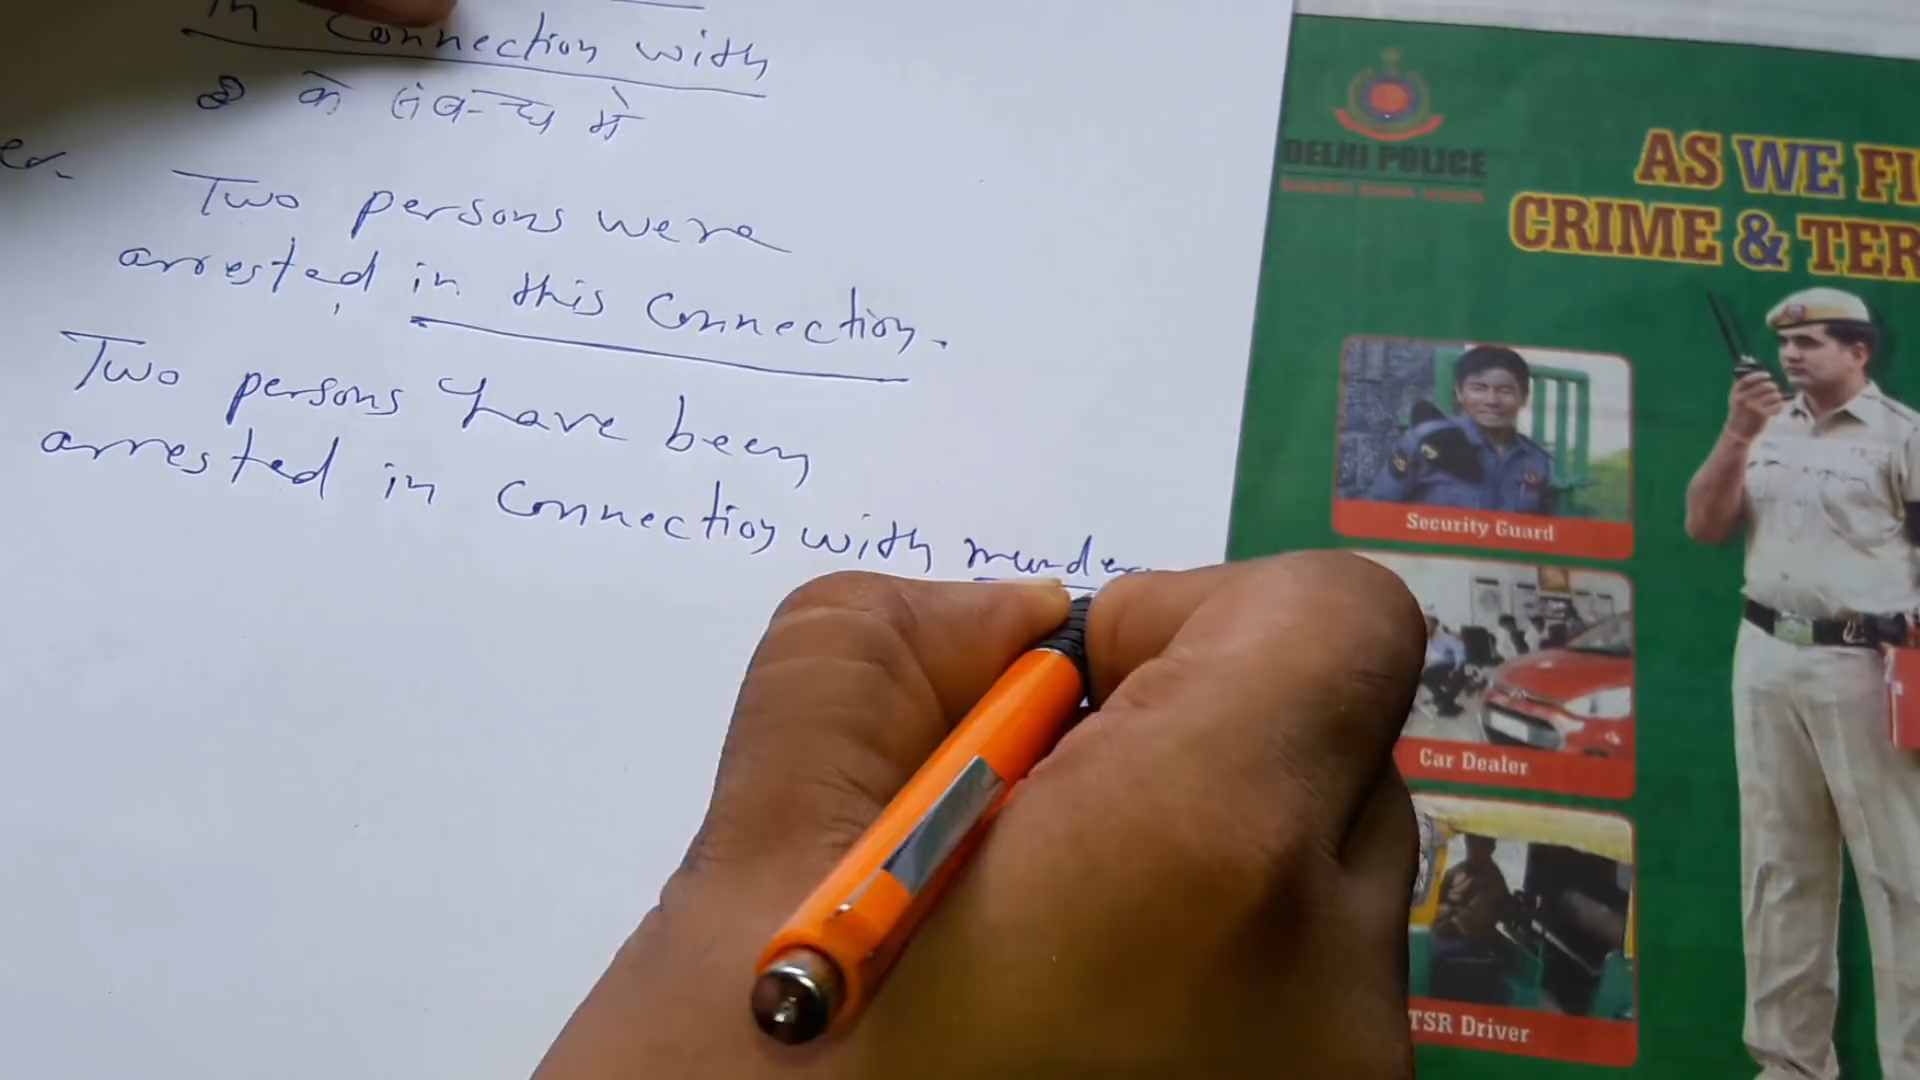 in Connection with
के संबन्ध में
Two persons were
arrested in this Connection.
Two persons have been
arrested in Connection with murder
DELHI POLICE
AS WE FI
CRIME & TER
Security Guard
Car Dealer
TSR Driver